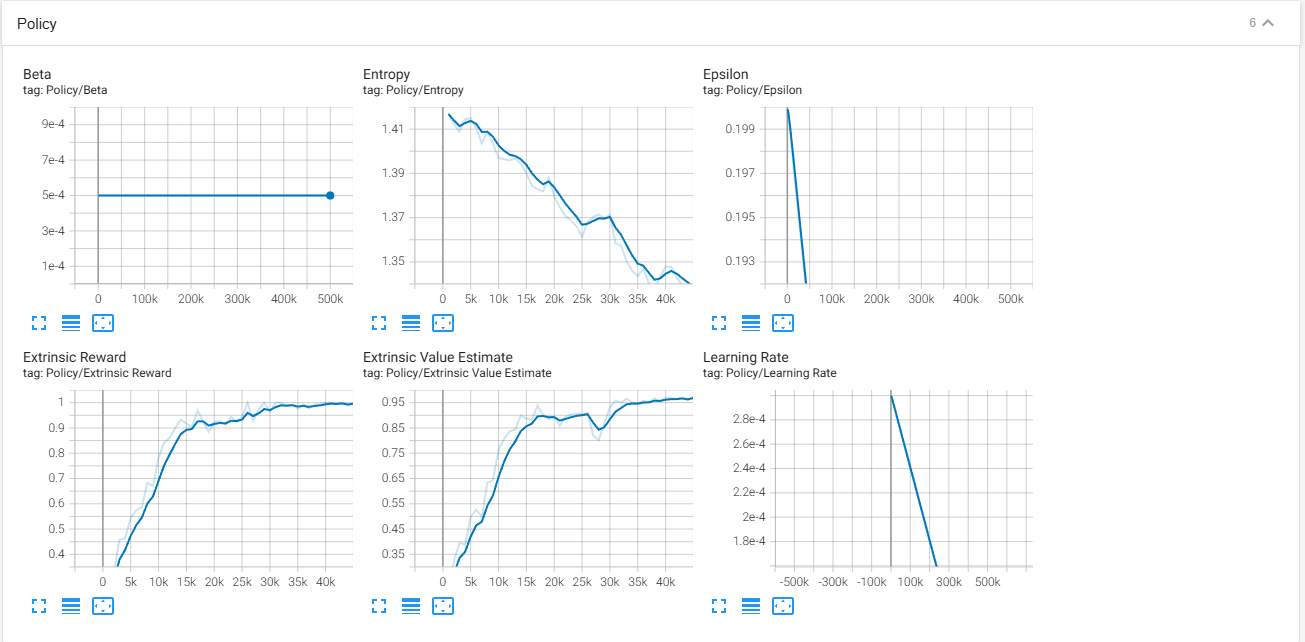 Policy
6
Beta
tag: Policy/Beta
9e-4
7e-4
5e-4
3e-4
1e-4
0 100k 200k 300k 400k 500k
Entropy
tag: Policy/Entropy
1.41
1.39
1.37
1.35
0 5k 10k 15k 20k 25k 30k 35k 40k
Epsilon
tag: Policy/Epsilon
0.199
0.197
0.195
0.193
0 100k 200k 300k 400k 500k
Extrinsic Reward
tag: Policy/Extrinsic Reward
1
0.9
0.8
0.7
0.6
0.5
0.4
0 5k 10k 15k 20k 25k 30k 35k 40k
Extrinsic Value Estimate
tag: Policy/Extrinsic Value Estimate
0.95
0.85
0.75
0.65
0.55
0.45
0.35
0 5k 10k 15k 20k 25k 30k 35k 40k
Learning Rate
tag: Policy/Learning Rate
2.8e-4
2.6e-4
2.4e-4
2.2e-4
2e-4
1.8e-4
-500k -300k -100k 100k 300k 500k